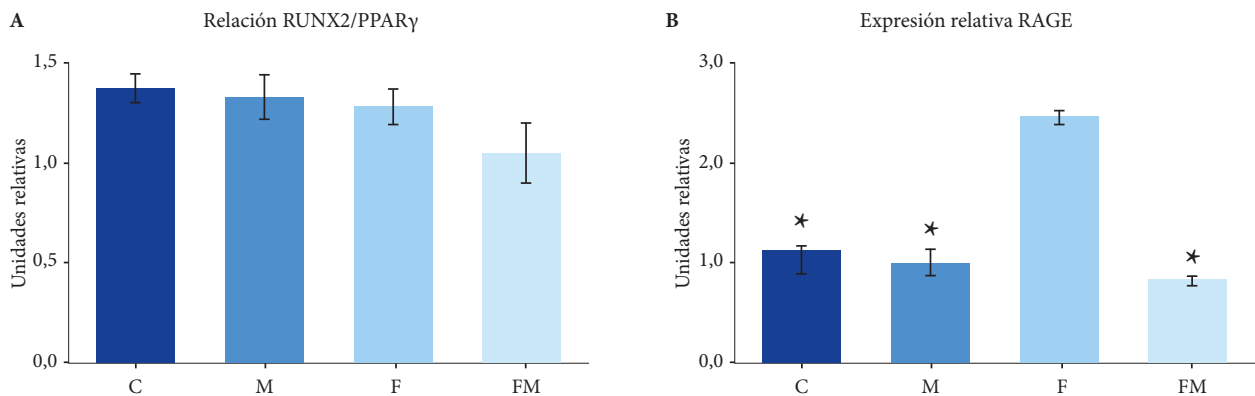 A
Relación RUNX2/PPARγ
Unidades relativas
1,5
1,0
0,5
0,0
C M F FM
B
Expresión relativa RAGE
Unidades relativas
3,0
2,0
1,0
0,0
* * *
C M F FM